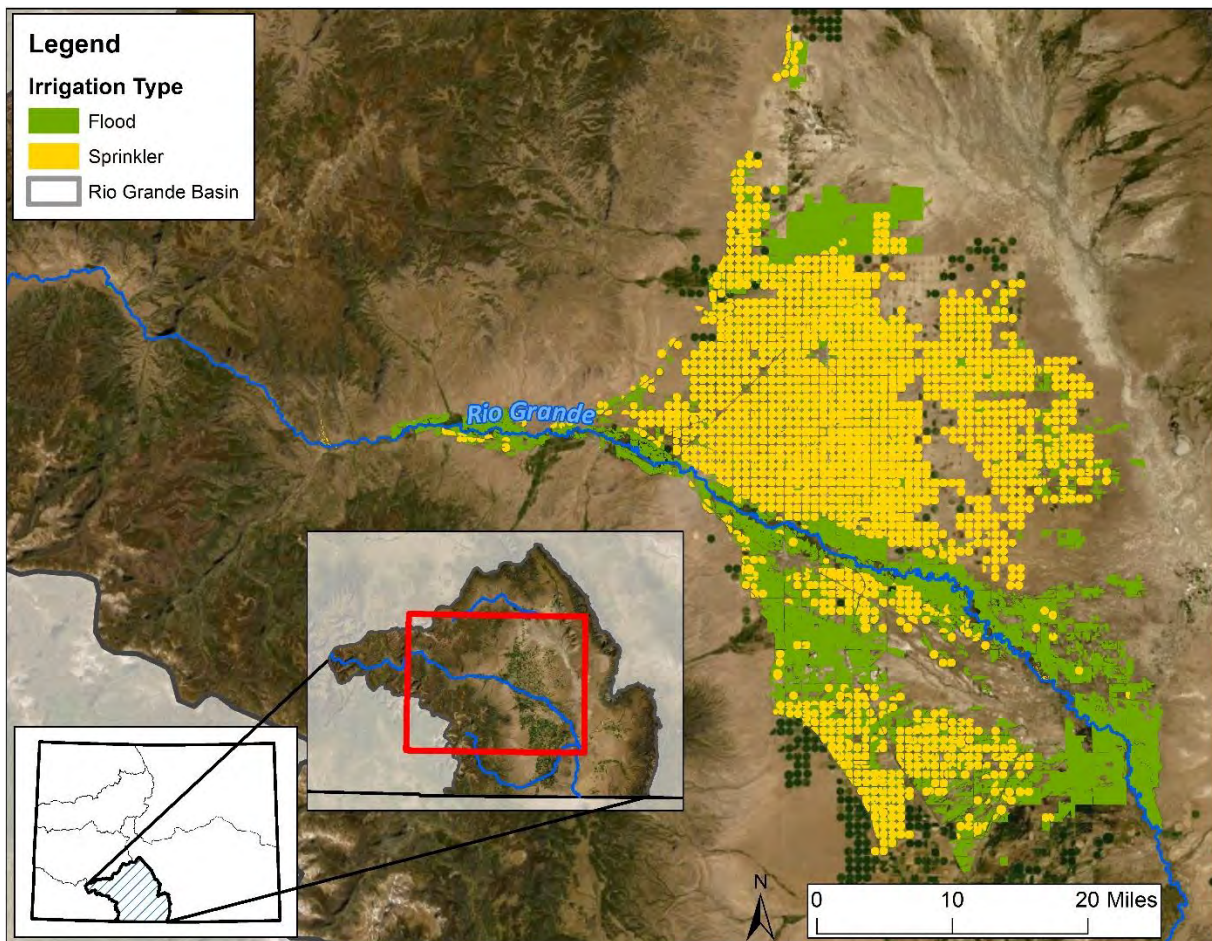 Legend
Irrigation Type
Flood
Sprinkler
Rio Grande Basin
Rio Grande
N
0 10 20 Miles